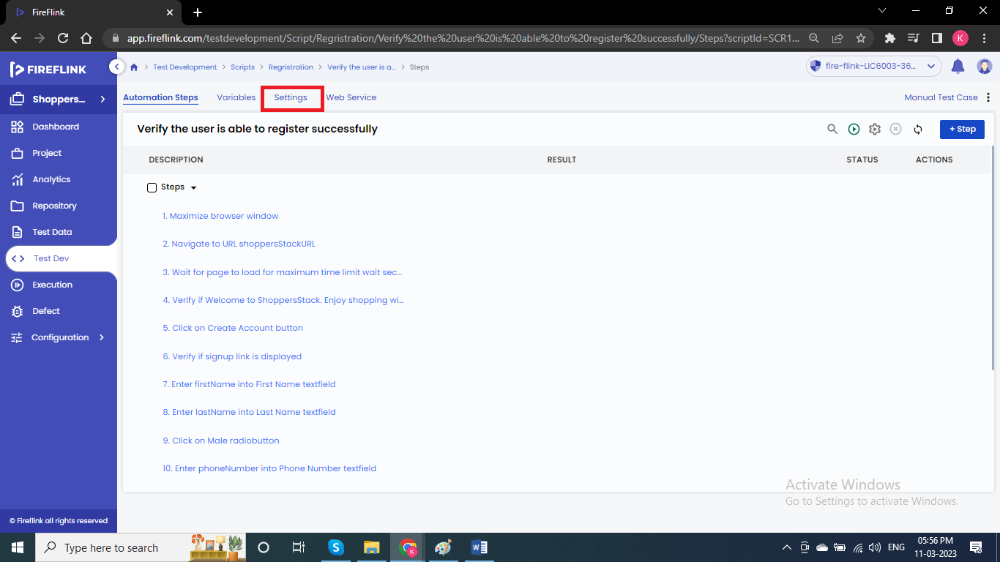 FireFlink
app.fireflink.com/testdevelopment/Script/Regristration/Verify%20the%20user%20is%20able%20to%20register%20successfully/Steps?scriptId=SCR1...
K
FIREFLINK
Test Development > Scripts > Regristration > Verify the user is a... > Steps
fire-flink-LIC6003-36...
Shoppers...
Dashboard
Project
Analytics
Repository
Test Data
Test Dev
Execution
Defect
Configuration
© Fireflink all rights reserved
Automation Steps Variables Settings Web Service
Manual Test Case
Verify the user is able to register successfully
+ Step
DESCRIPTION RESULT STATUS ACTIONS
Steps
1. Maximize browser window
2. Navigate to URL shoppersStackURL
3. Wait for page to load for maximum time limit wait sec...
4. Verify if Welcome to ShoppersStack. Enjoy shopping wi...
5. Click on Create Account button
6. Verify if signup link is displayed
7. Enter firstName into First Name textfield
8. Enter lastName into Last Name textfield
9. Click on Male radiobutton
10. Enter phoneNumber into Phone Number textfield
Activate Windows
Go to Settings to activate Windows.
Type here to search
ENG
05:56 PM
11-03-2023